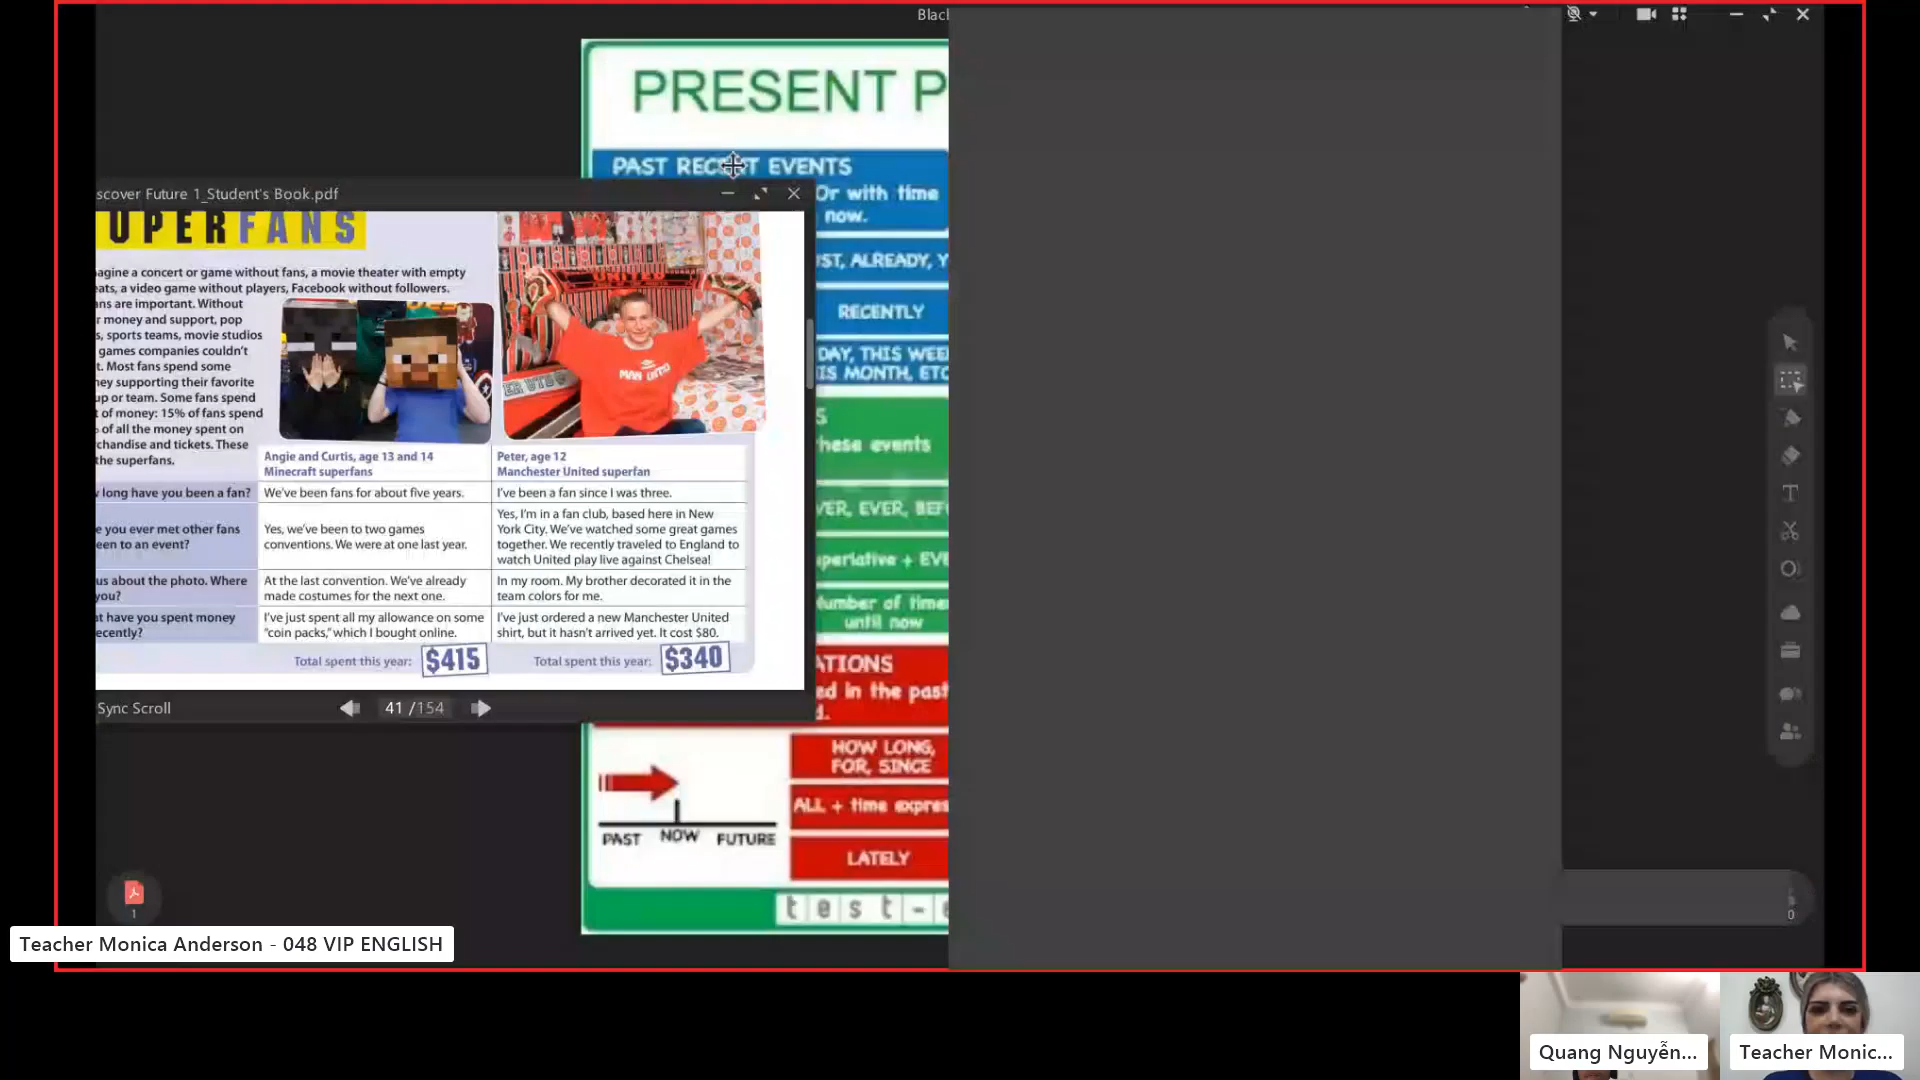 Blac
PRESENT P
PAST RECENT EVENTS
Or with time
now.
scover Future 1_Student's Book.pdf
UPERFANS
agine a concert or game without fans, a movie theater with empty
ats, a video game without players, Facebook without followers.
ns are important. Without
r money and support, pop
s, sports teams, movie studios
games companies couldn't
t. Most fans spend some
ey supporting their favorite
up or team. Some fans spend
t of money: 15% of fans spend
of all the money spent on
chandise and tickets. These
the superfans.
UNITED
MAN UNITED
ER UNITED
Angie and Curtis, age 13 and 14
Minecraft superfans
Peter, age 12
Manchester United superfan
long have you been a fan?
We've been fans for about five years.
I've been a fan since I was three.
e you ever met other fans
een to an event?
Yes, we've been to two games
conventions. We were at one last year.
Yes, I'm in a fan club, based here in New
York City. We've watched some great games
together. We recently traveled to England to
watch United play live against Chelsea!
us about the photo. Where
you?
At the last convention. We've already
made costumes for the next one.
In my room. My brother decorated it in the
team colors for me.
t have you spent money
ecently?
I've just spent all my allowance on some
"coin packs," which I bought online.
I've just ordered a new Manchester United
shirt, but it hasn't arrived yet. It cost $80.
Total spent this year: $415
Total spent this year: $340
Sync Scroll
41 /154
UST, ALREADY, Y
RECENTLY
DAY, THIS WEE
IS MONTH, ETC
S
hese events
VER, EVER, BEF
perlative + EVE
umber of time
until now
ATIONS
ed in the past
d.
HOW LONG,
FOR, SINCE
ALL + time expres
LATELY
PAST NOW FUTURE
test-e
1
0
Teacher Monica Anderson - 048 VIP ENGLISH
Quang Nguyễn...
Teacher Monic...